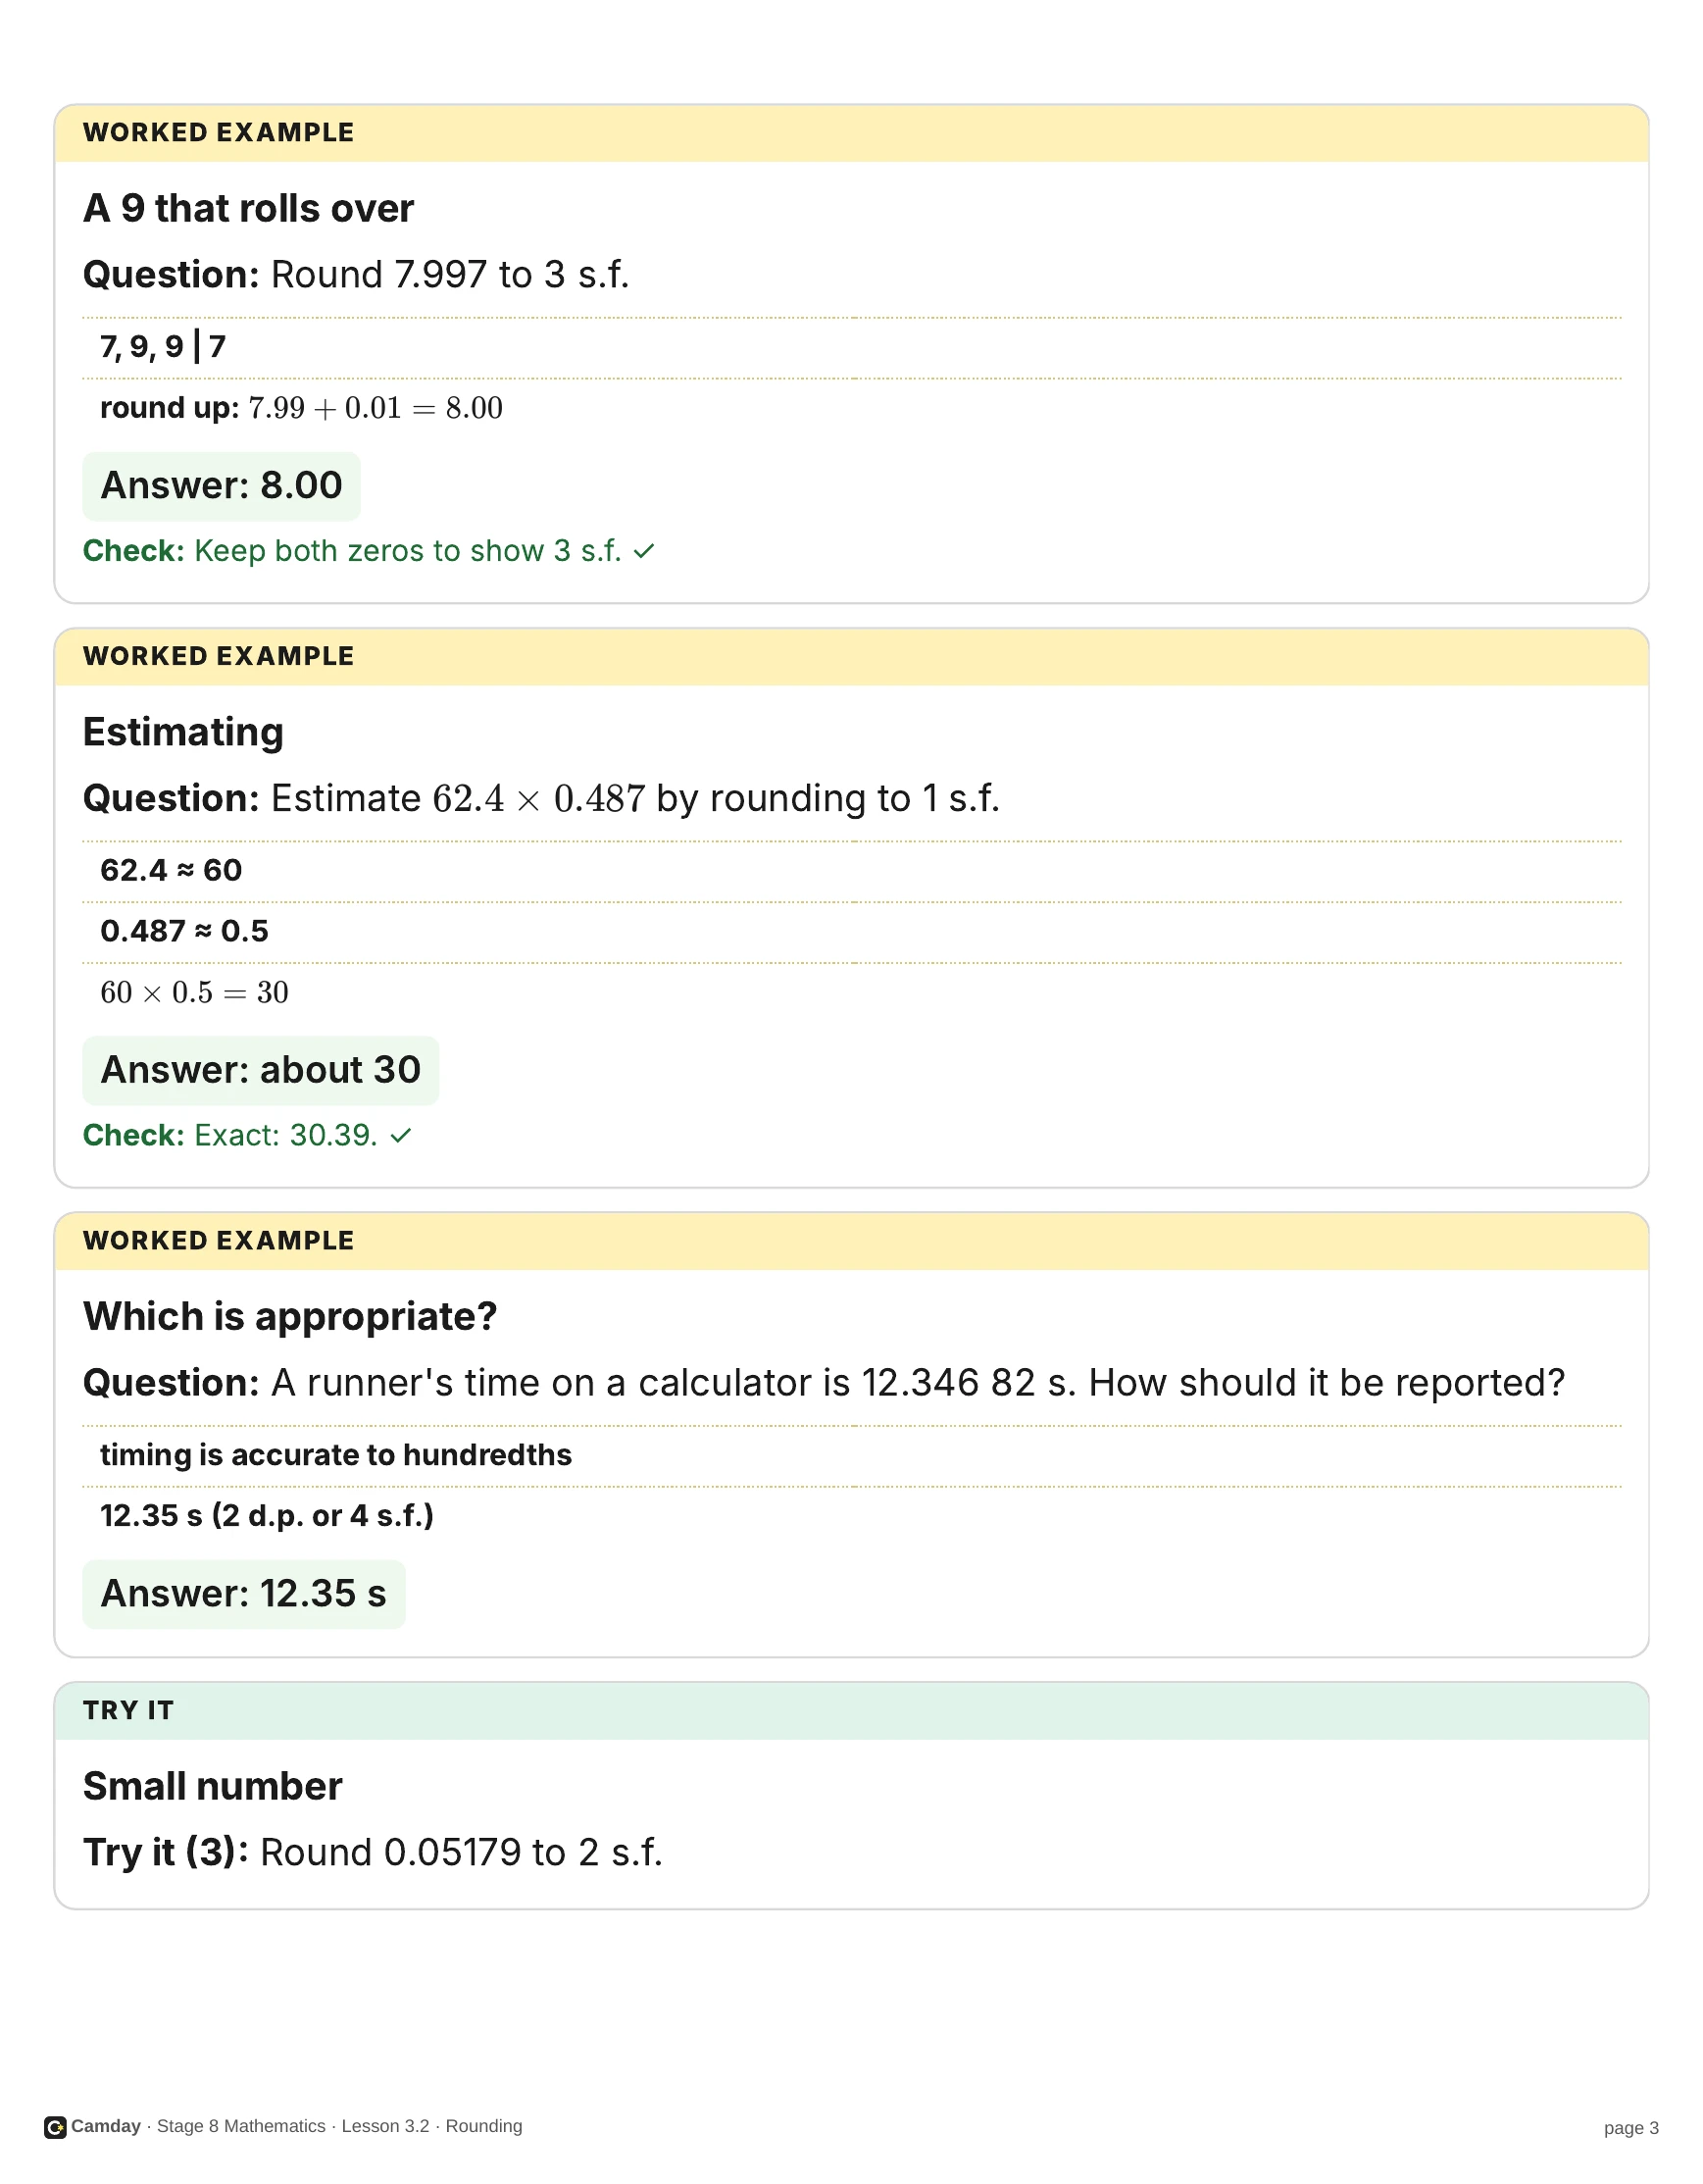 WORKED EXAMPLE
A 9 that rolls over
Question: Round 7.997 to 3 s.f.
7, 9, 9 | 7
round up: 7.99 + 0.01 = 8.00
Answer: 8.00
Check: Keep both zeros to show 3 s.f. ✓
WORKED EXAMPLE
Estimating
Question: Estimate 62.4 × 0.487 by rounding to 1 s.f.
62.4 ≈ 60
0.487 ≈ 0.5
60 × 0.5 = 30
Answer: about 30
Check: Exact: 30.39. ✓
WORKED EXAMPLE
Which is appropriate?
Question: A runner's time on a calculator is 12.346 82 s. How should it be reported?
timing is accurate to hundredths
12.35 s (2 d.p. or 4 s.f.)
Answer: 12.35 s
TRY IT
Small number
Try it (3): Round 0.05179 to 2 s.f.
Camday · Stage 8 Mathematics · Lesson 3.2 · Rounding
page 3